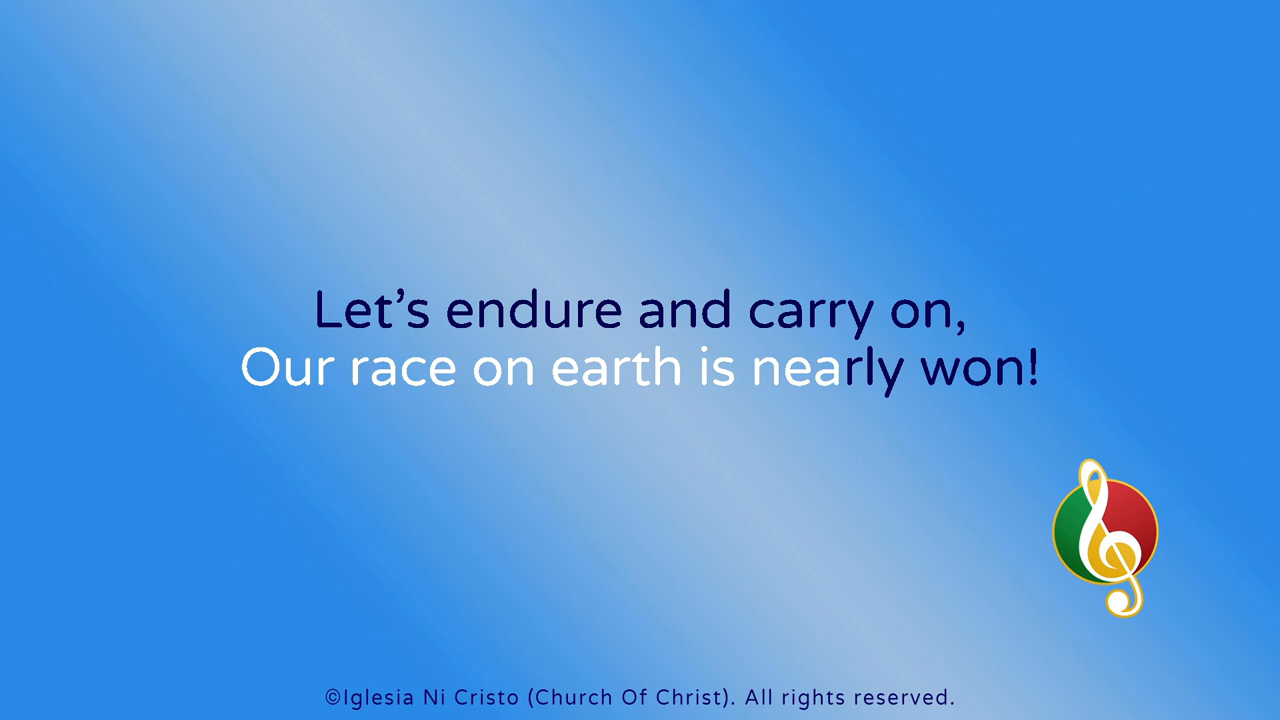 Let’s endure and carry on,
Our race on earth is nearly won!
©Iglesia Ni Cristo (Church Of Christ). All rights reserved.